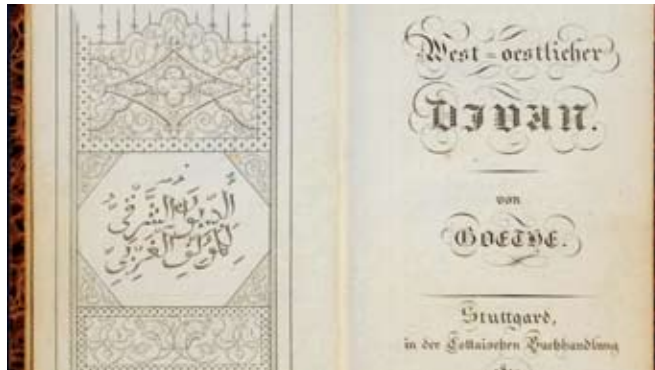 الديوان الشرقي
للمؤلف الغربي
West-oestlicher
DIVAN.
von
GOETHE.
Stuttgard,
in der Cottaischen Buchhandlung